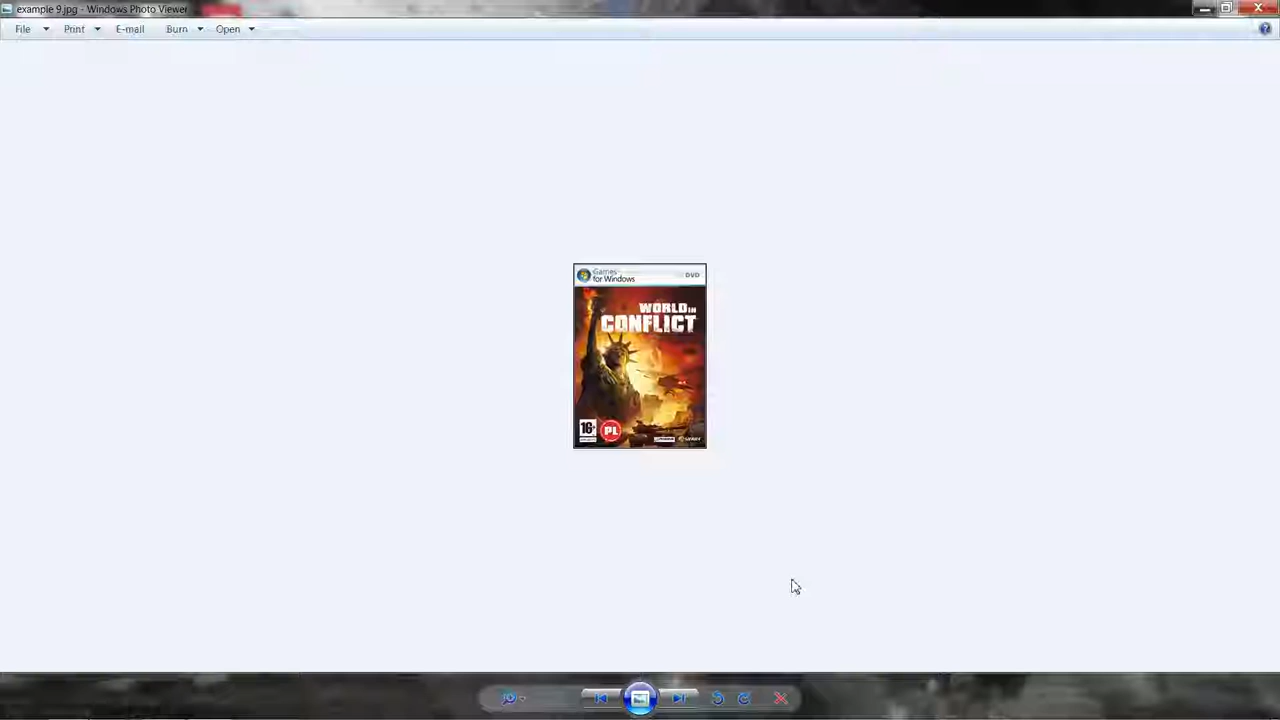 example 9.jpg - Windows Photo Viewer
File Print E-mail Burn Open
Games
for Windows
DVD
WORLD IN
CONFLICT
16+
PL